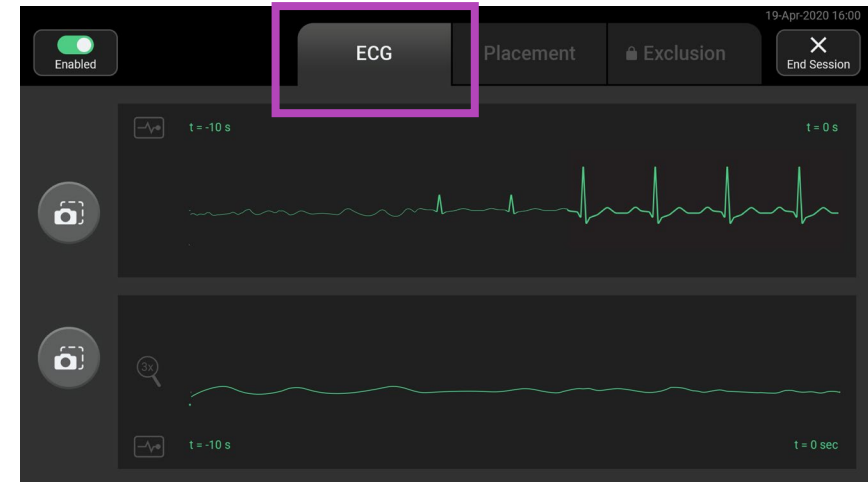 19-Apr-2020 16:00
Enabled
ECG
Placement
Exclusion
End Session
t = -10 s
t = 0 s
3x
t = -10 s
t = 0 sec